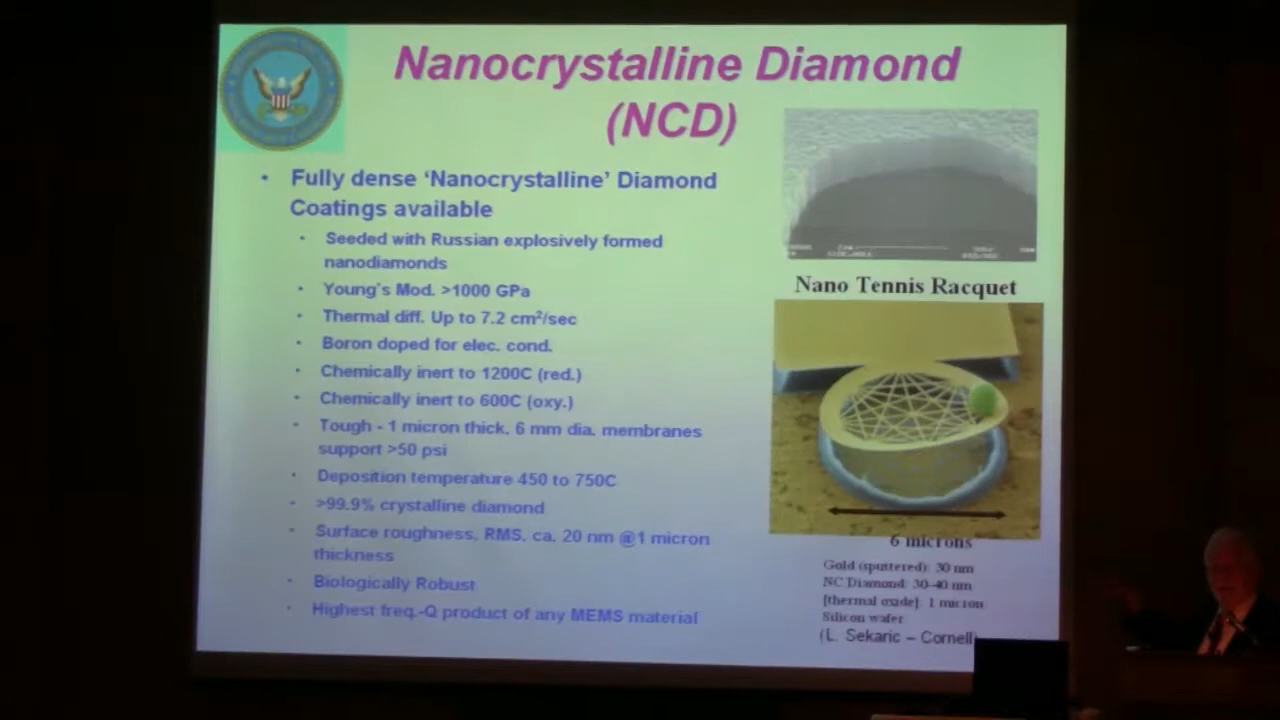 Nanocrystalline Diamond
(NCD)
• Fully dense ‘Nanocrystalline’ Diamond
Coatings available
• Seeded with Russian explosively formed
nanodiamonds
• Young's Mod. >1000 GPa
• Thermal diff. Up to 7.2 cm²/sec
• Boron doped for elec. cond.
• Chemically inert to 1200C (red.)
• Chemically inert to 600C (oxy.)
• Tough - 1 micron thick, 6 mm dia. membranes
support >50 psi
• Deposition temperature 450 to 750C
• >99.9% crystalline diamond
• Surface roughness, RMS, ca. 20 nm @1 micron
thickness
• Biologically Robust
• Highest freq.-Q product of any MEMS material
Nano Tennis Racquet
6 microns
Gold (sputtered): 30 nm
NC Diamond: 30-40 nm
[thermal oxide]: 1 micron
Silicon wafer
(L. Sekaric – Cornell)